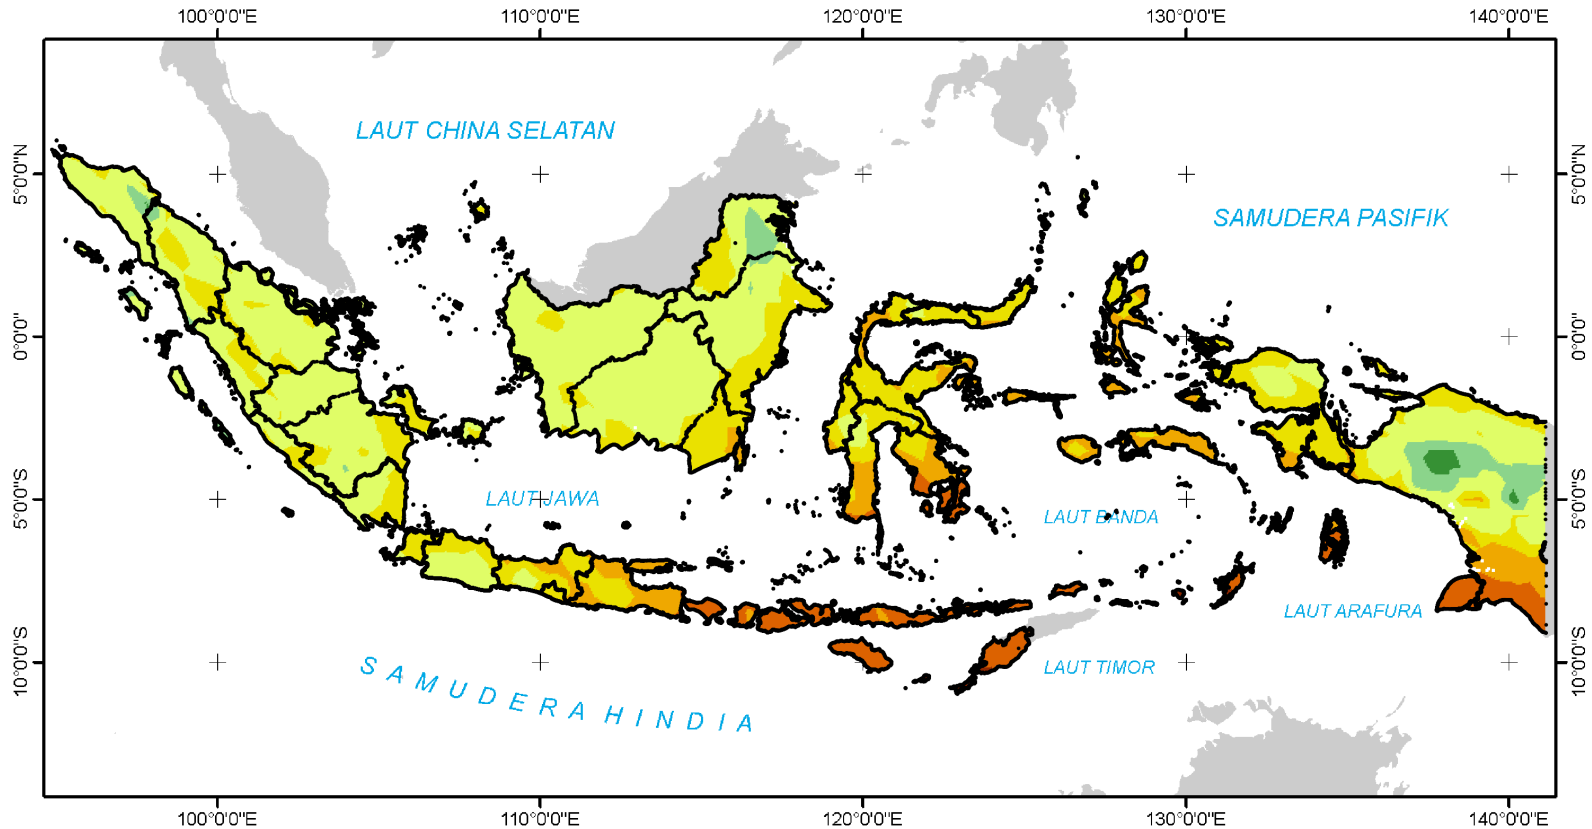 100°0'0"E 110°0'0"E 120°0'0"E 130°0'0"E 140°0'0"E
LAUT CHINA SELATAN
5°0'0"N 5°0'0"N
SAMUDERA PASIFIK
0°0'0" 0°0'0"
5°0'0"S 5°0'0"S
LAUT JAWA
LAUT BANDA
LAUT ARAFURA
10°0'0"S 10°0'0"S
LAUT TIMOR
SAMUDERA HINDIA
100°0'0"E 110°0'0"E 120°0'0"E 130°0'0"E 140°0'0"E